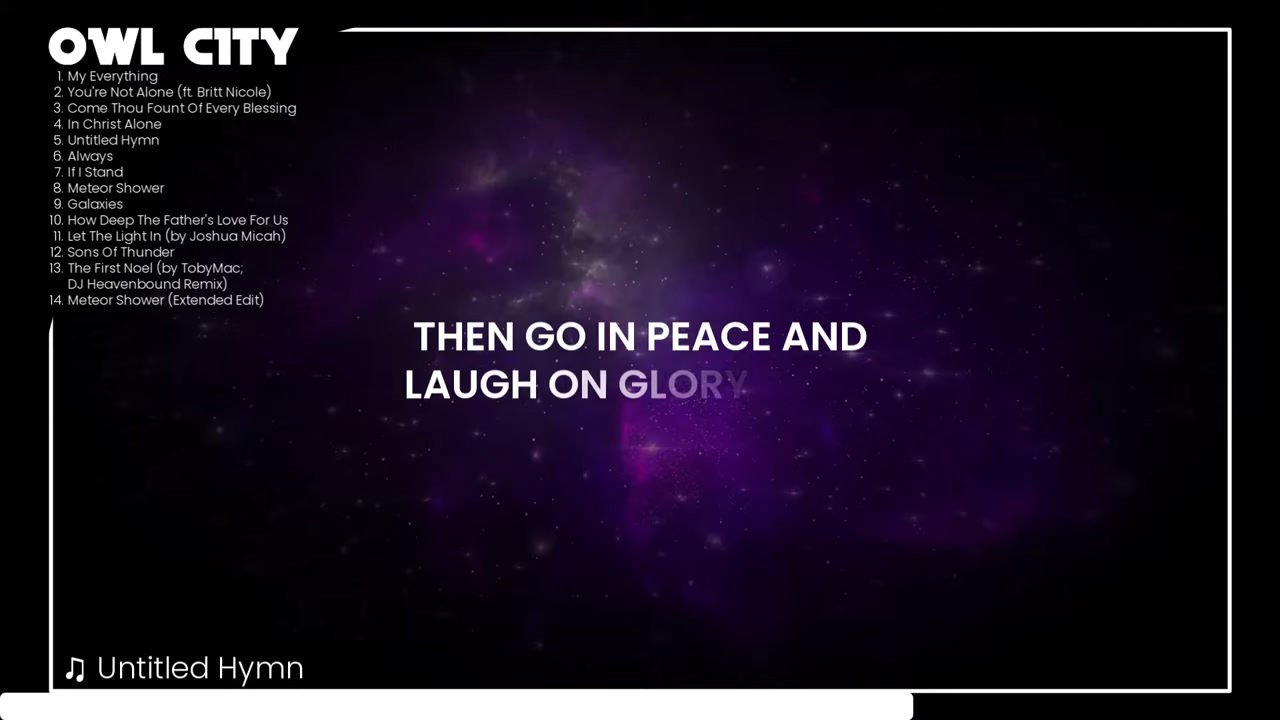 OWL CITY
1. My Everything
2. You're Not Alone (ft. Britt Nicole)
3. Come Thou Fount Of Every Blessing
4. In Christ Alone
5. Untitled Hymn
6. Always
7. If I Stand
8. Meteor Shower
9. Galaxies
10. How Deep The Father's Love For Us
11. Let The Light In (by Joshua Micah)
12. Sons Of Thunder
13. The First Noel (by TobyMac;
DJ Heavenbound Remix)
14. Meteor Shower (Extended Edit)
THEN GO IN PEACE AND
LAUGH ON GLORY
♫ Untitled Hymn